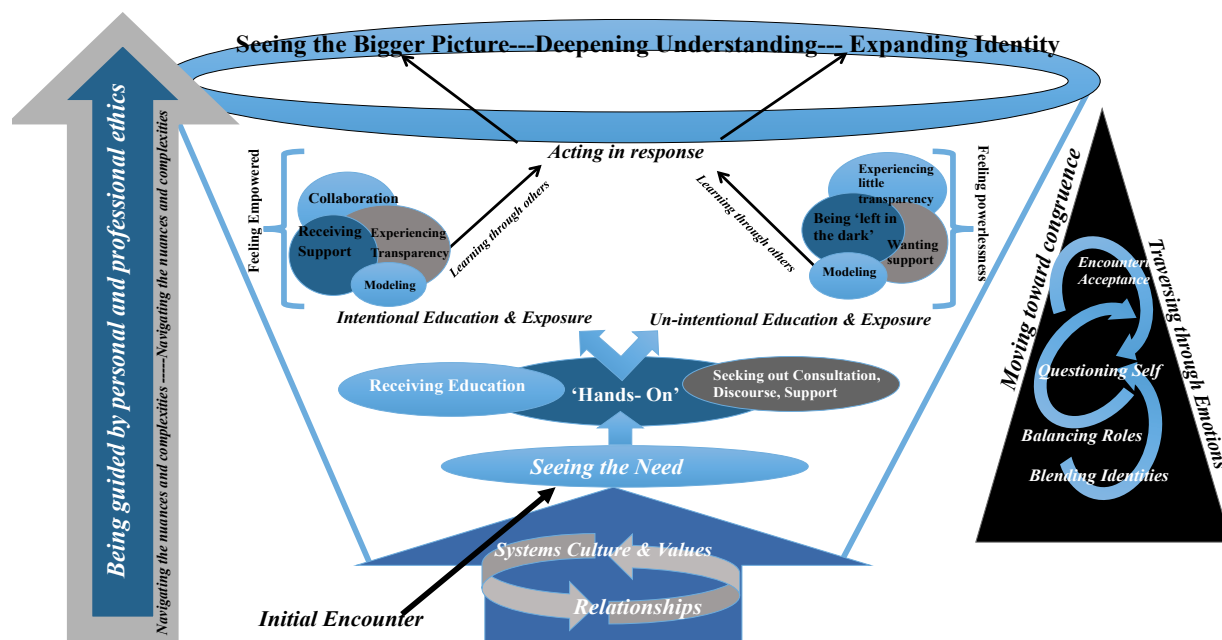 Seeing the Bigger Picture---Deepening Understanding--- Expanding Identity
Being guided by personal and professional ethics
Navigating the nuances and complexities -----Navigating the nuances and complexities
Acting in response
Feeling Empowered
Collaboration
Receiving
Support
Experiencing
Transparency
Modeling
Learning through others
Intentional Education & Exposure
Learning through others
Experiencing
little
transparency
Being ‘left in
the dark’
Wanting
support
Modeling
Feeling powerlessness
Un-intentional Education & Exposure
Receiving Education
‘Hands- On’
Seeking out Consultation,
Discourse, Support
Seeing the Need
Systems Culture & Values
Relationships
Initial Encounter
Moving toward congruence
Traversing through Emotions
Encounteri
Acceptance
Questioning Self
Balancing Roles
Blending Identities